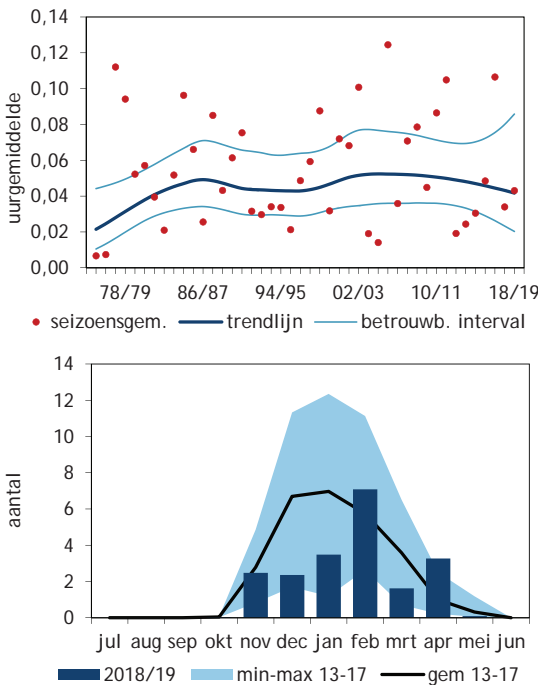 0,14
0,12
0,10
0,08
0,06
0,04
0,02
0,00
uurgemiddelde
78/79 86/87 94/95 02/03 10/11 18/19
seizoensgem. trendlijn betrouwb. interval
14
12
10
8
6
4
2
0
aantal
jul aug sep okt nov dec jan feb mrt apr mei jun
2018/19 min-max 13-17 gem 13-17